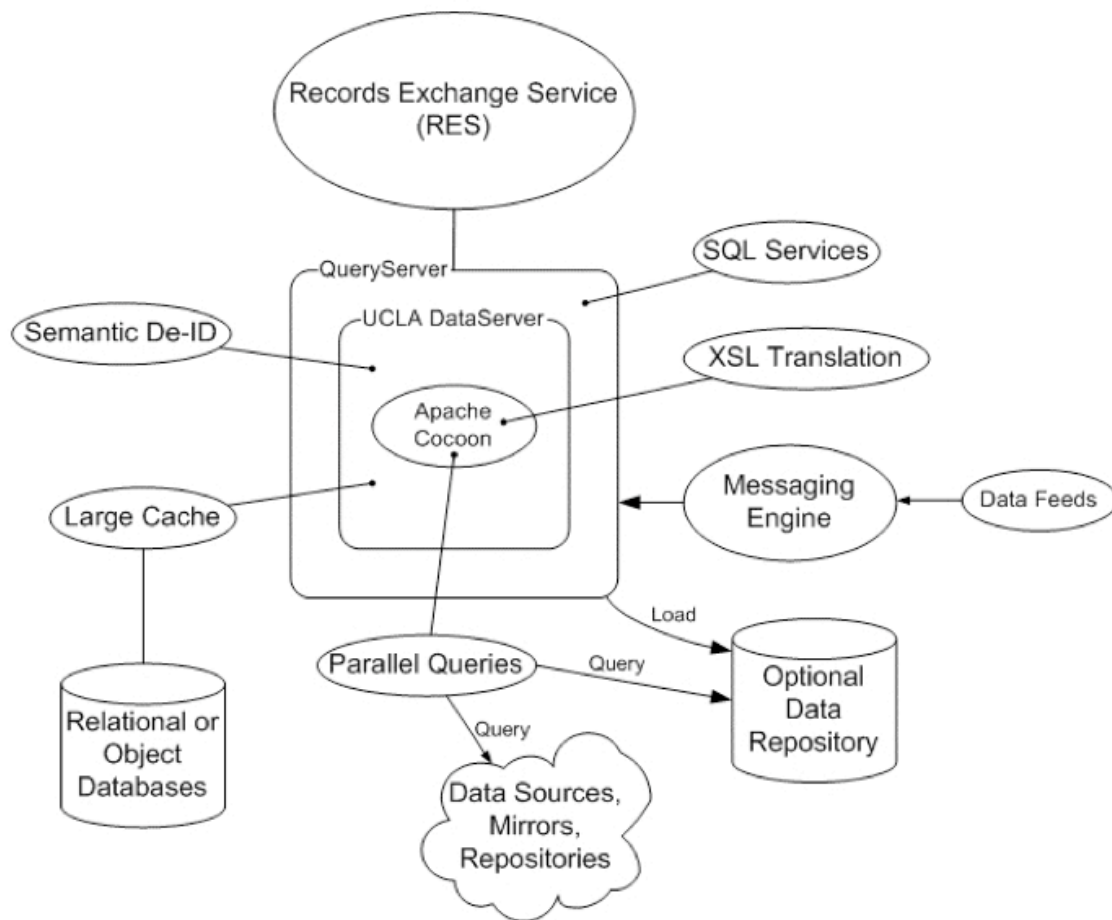 Records Exchange Service
(RES)
SQL Services
QueryServer
UCLA DataServer
Semantic De-ID
XSL Translation
Apache
Cocoon
Messaging
Engine
Data Feeds
Large Cache
Load
Parallel Queries
Query
Optional
Data
Repository
Relational or
Object
Databases
Query
Data Sources,
Mirrors,
Repositories